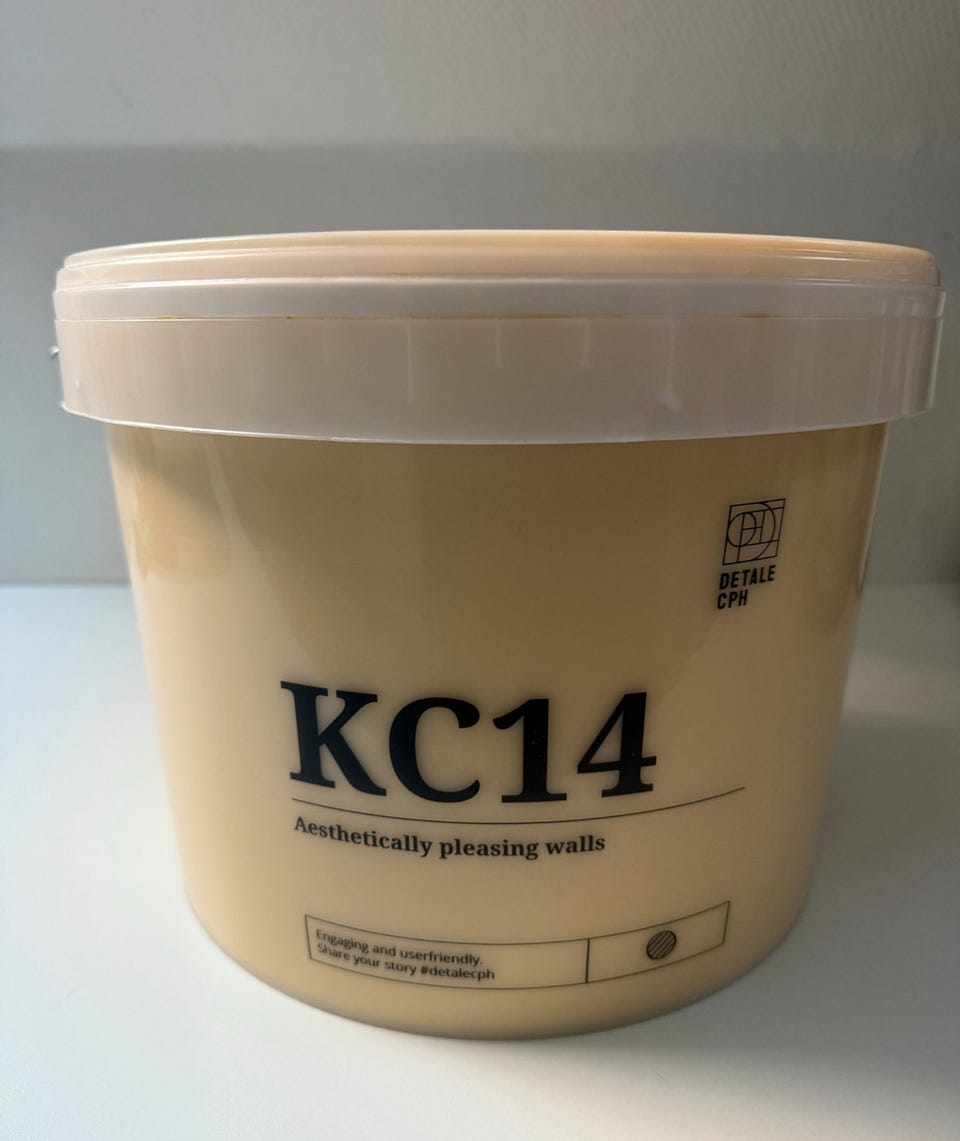 DETALE
CPH
KC14
Aesthetically pleasing walls
Engaging and userfriendly.
Share your story #detalecph